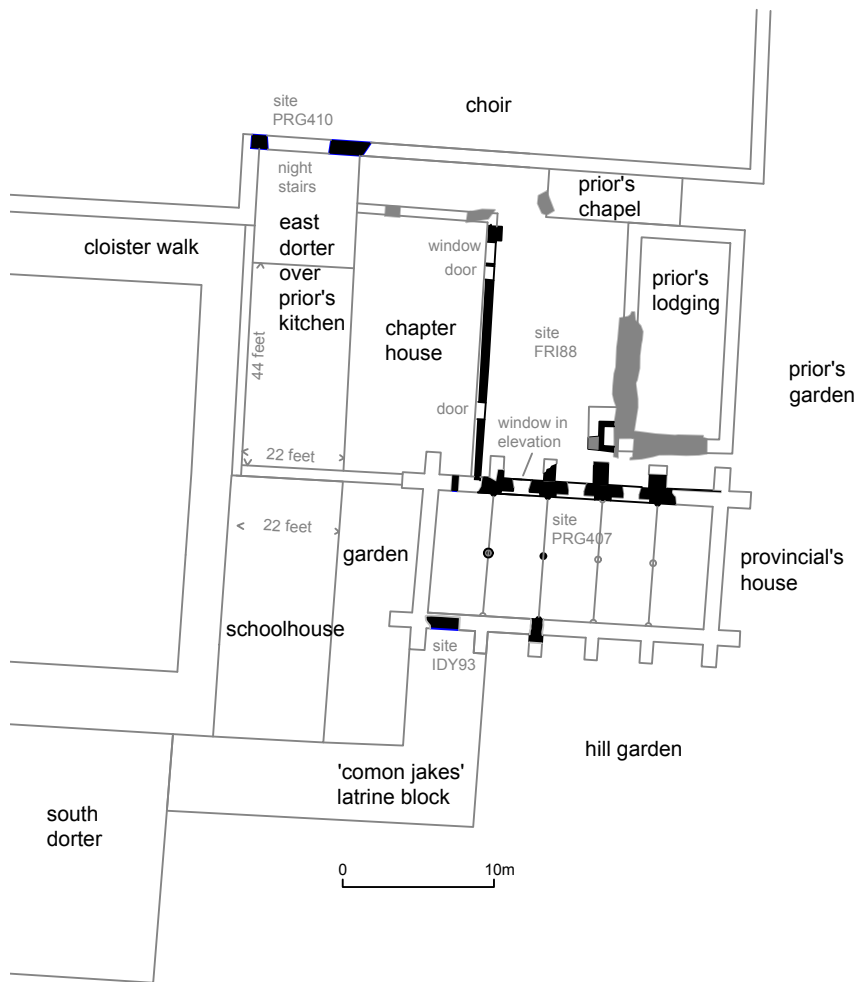 site
PRG410
choir
night
stairs
prior's
chapel
east
dorter
over
prior's
kitchen
cloister walk
window
door
prior's
lodging
chapter
house
site
FRI88
44 feet
prior's
garden
door
window in
elevation
22 feet
22 feet
site
PRG407
garden
provincial's
house
schoolhouse
site
IDY93
hill garden
'comon jakes'
latrine block
south
dorter
0 10m